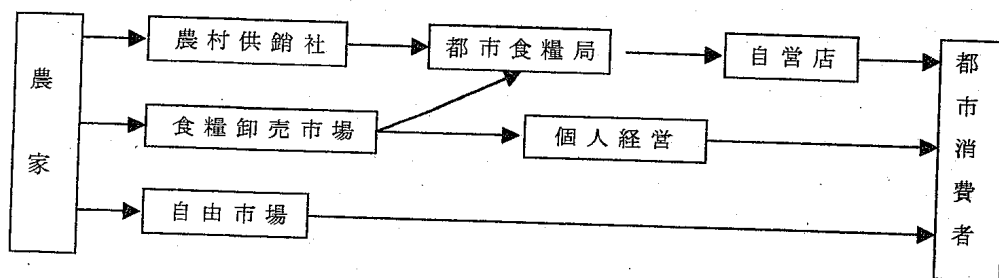 農家
農村供銷社
都市食糧局
自営店
都市消費者
食糧卸売市場
個人経営
自由市場